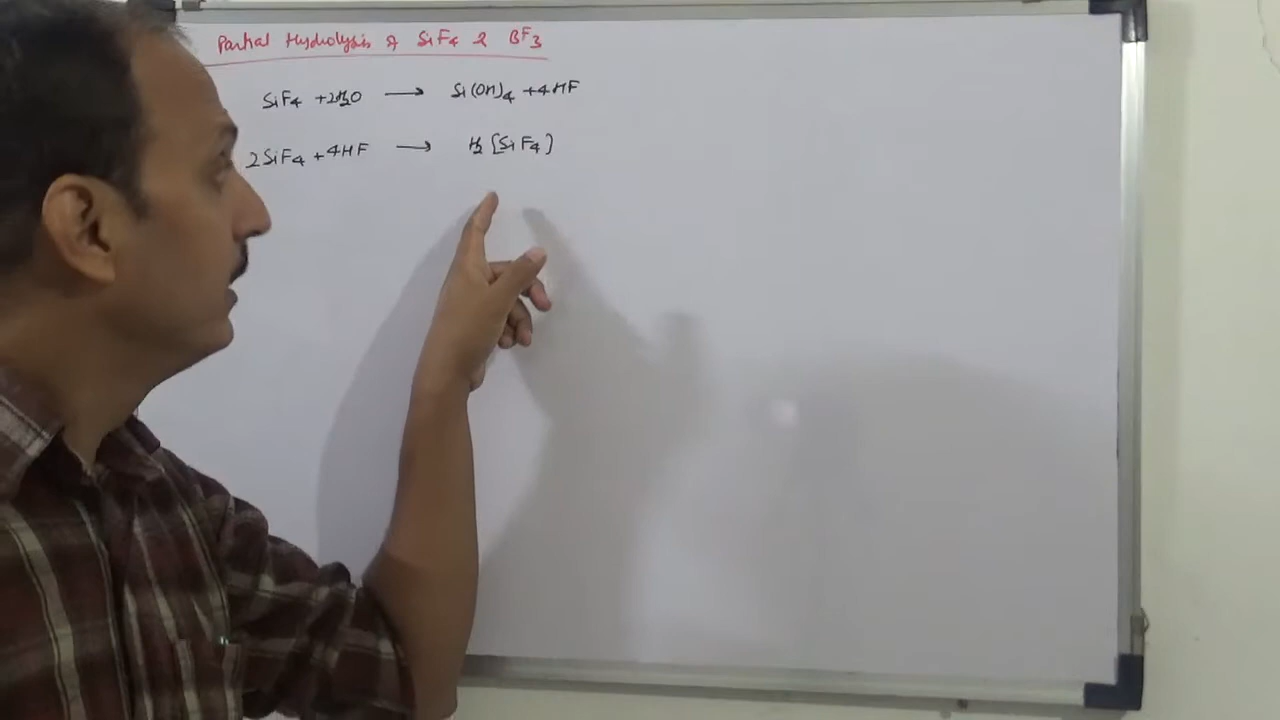 Partial Hydrolysis of SiF4 & BF3
SiF4 + 2H2O → Si(OH)4 + 4HF
2SiF4 + 4HF → H2[SiF4]